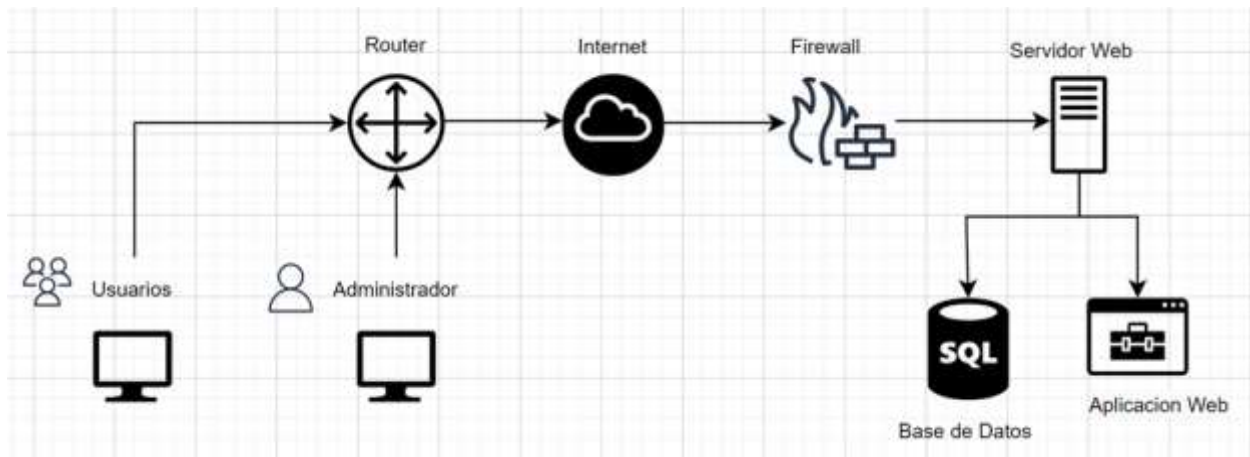 Router
Internet
Firewall
Servidor Web
Usuarios
Administrador
SQL
Base de Datos
Aplicacion Web